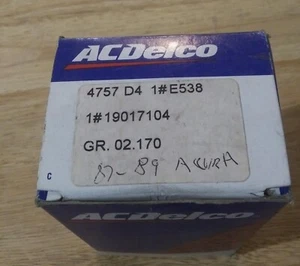 ACDelco
4757 D4 1#E538
1#19017104
GR. 02.170
87-89 ACURA
C
ACDelco